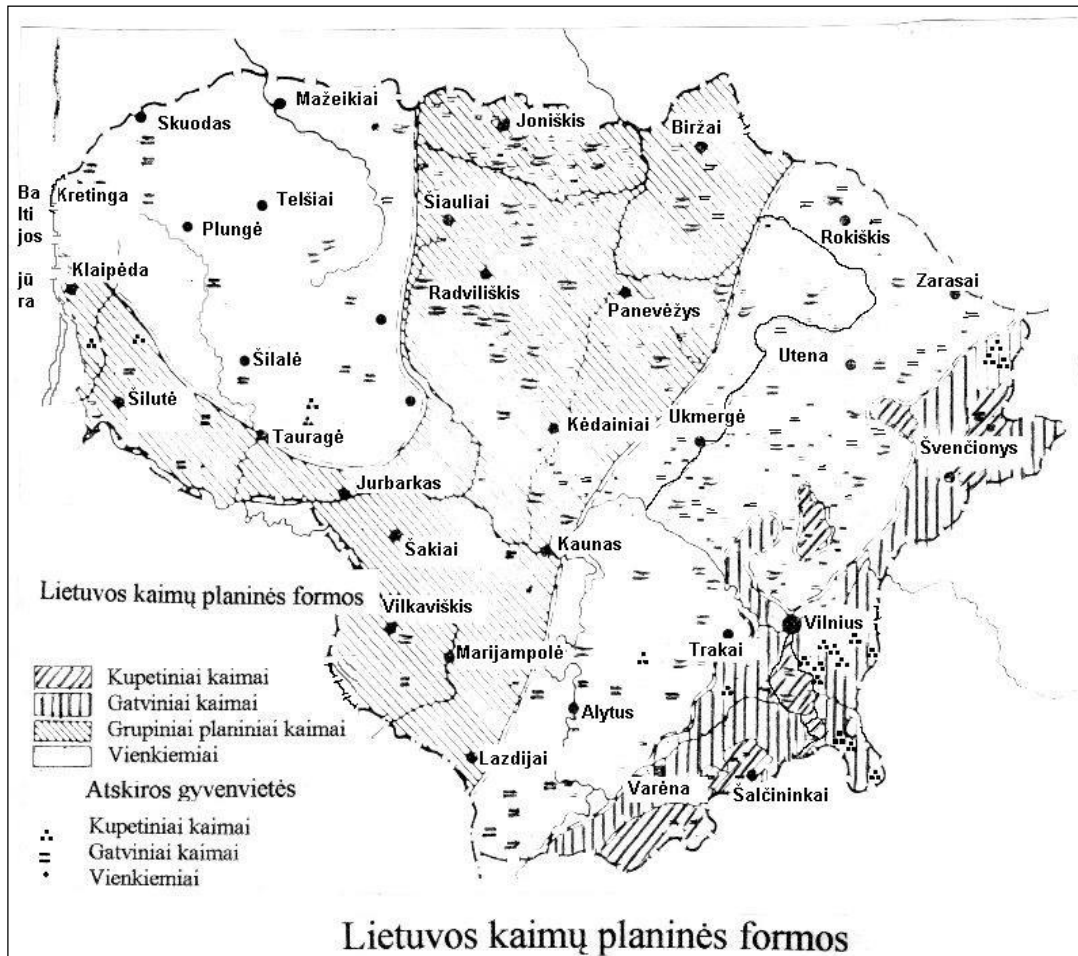 Mažeikiai
Skuodas
Joniškis
Biržai
Kretinga
Ba
lti
jos
jū
ra
Telšiai
Šiauliai
Plungė
Rokiškis
Klaipėda
Radviliškis
Panevėžys
Zarasai
Šilalė
Utena
Šilutė
Tauragė
Kėdainiai
Ukmergė
Švenčionys
Jurbarkas
Šakiai
Kaunas
Lietuvos kaimų planinės formos
Vilkaviškis
Vilnius
Marijampolė
Trakai
Kupetiniai kaimai
Gatviniai kaimai
Grupiniai planiniai kaimai
Vienkiemiai
Alytus
Lazdijai
Varėna
Šalčininkai
Atskiros gyvenvietės
Kupetiniai kaimai
Gatviniai kaimai
Vienkiemiai
Lietuvos kaimų planinės formos